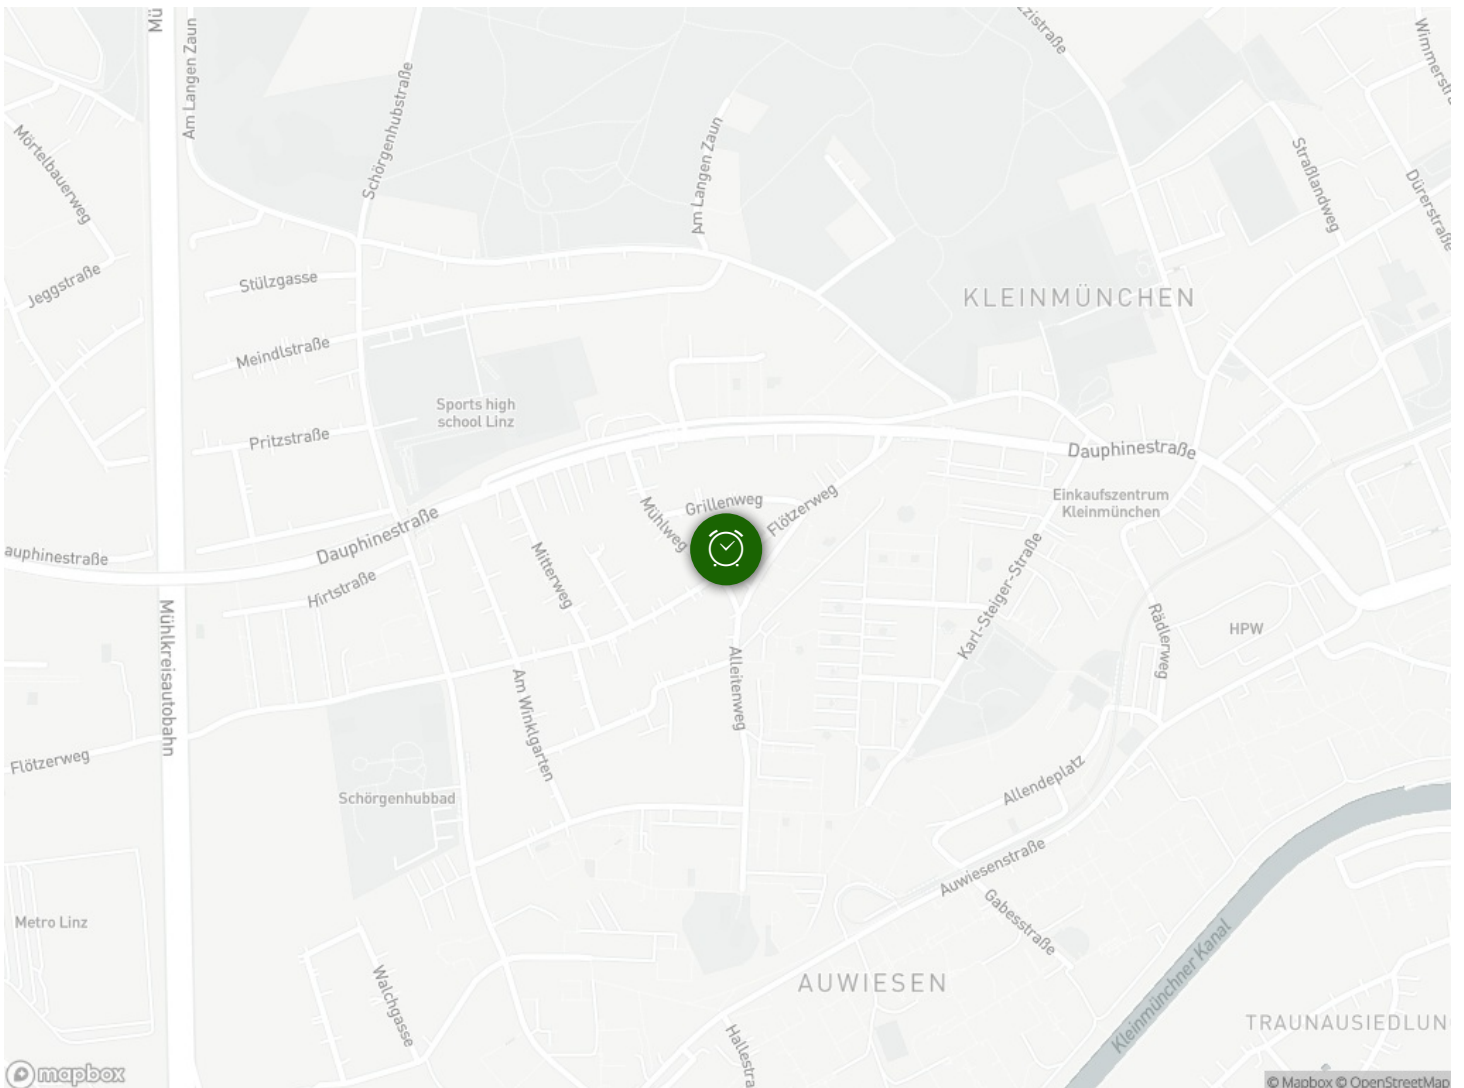 Mü
Am Langen Zaun
Schörgenhubstraße
Wimmerstra
Mörtelbauerweg
Am Langen Zaun
Straßlandweg
Dürerstraße
Jeggstraße
Stülzgasse
KLEINMÜNCHEN
Meindlstraße
Sports high
school Linz
Pritzstraße
Dauphinestraße
Grillenweg
Flötzerweg
Mühlweg
Einkaufszentrum
Kleinmünchen
auphinestraße
Dauphinestraße
Hirtstraße
Mitterweg
Karl-Steiger-Straße
Rädlerweg
HPW
Mühlkreisautobahn
Am Winklgarten
Alleitenweg
Flötzerweg
Schörgenhubbad
Allendeplatz
Auwiesenstraße
Metro Linz
Gabesstraße
Walchgasse
AUWIESEN
Kleinmünchner Kanal
TRAUNAUSIEDLUN
Hallestra
mapbox
© Mapbox © OpenStreetMap